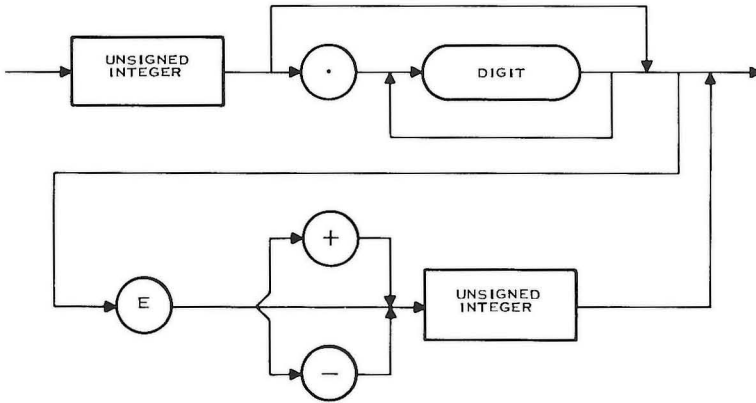 UNSIGNED
INTEGER
.
DIGIT
E
+
−
UNSIGNED
INTEGER